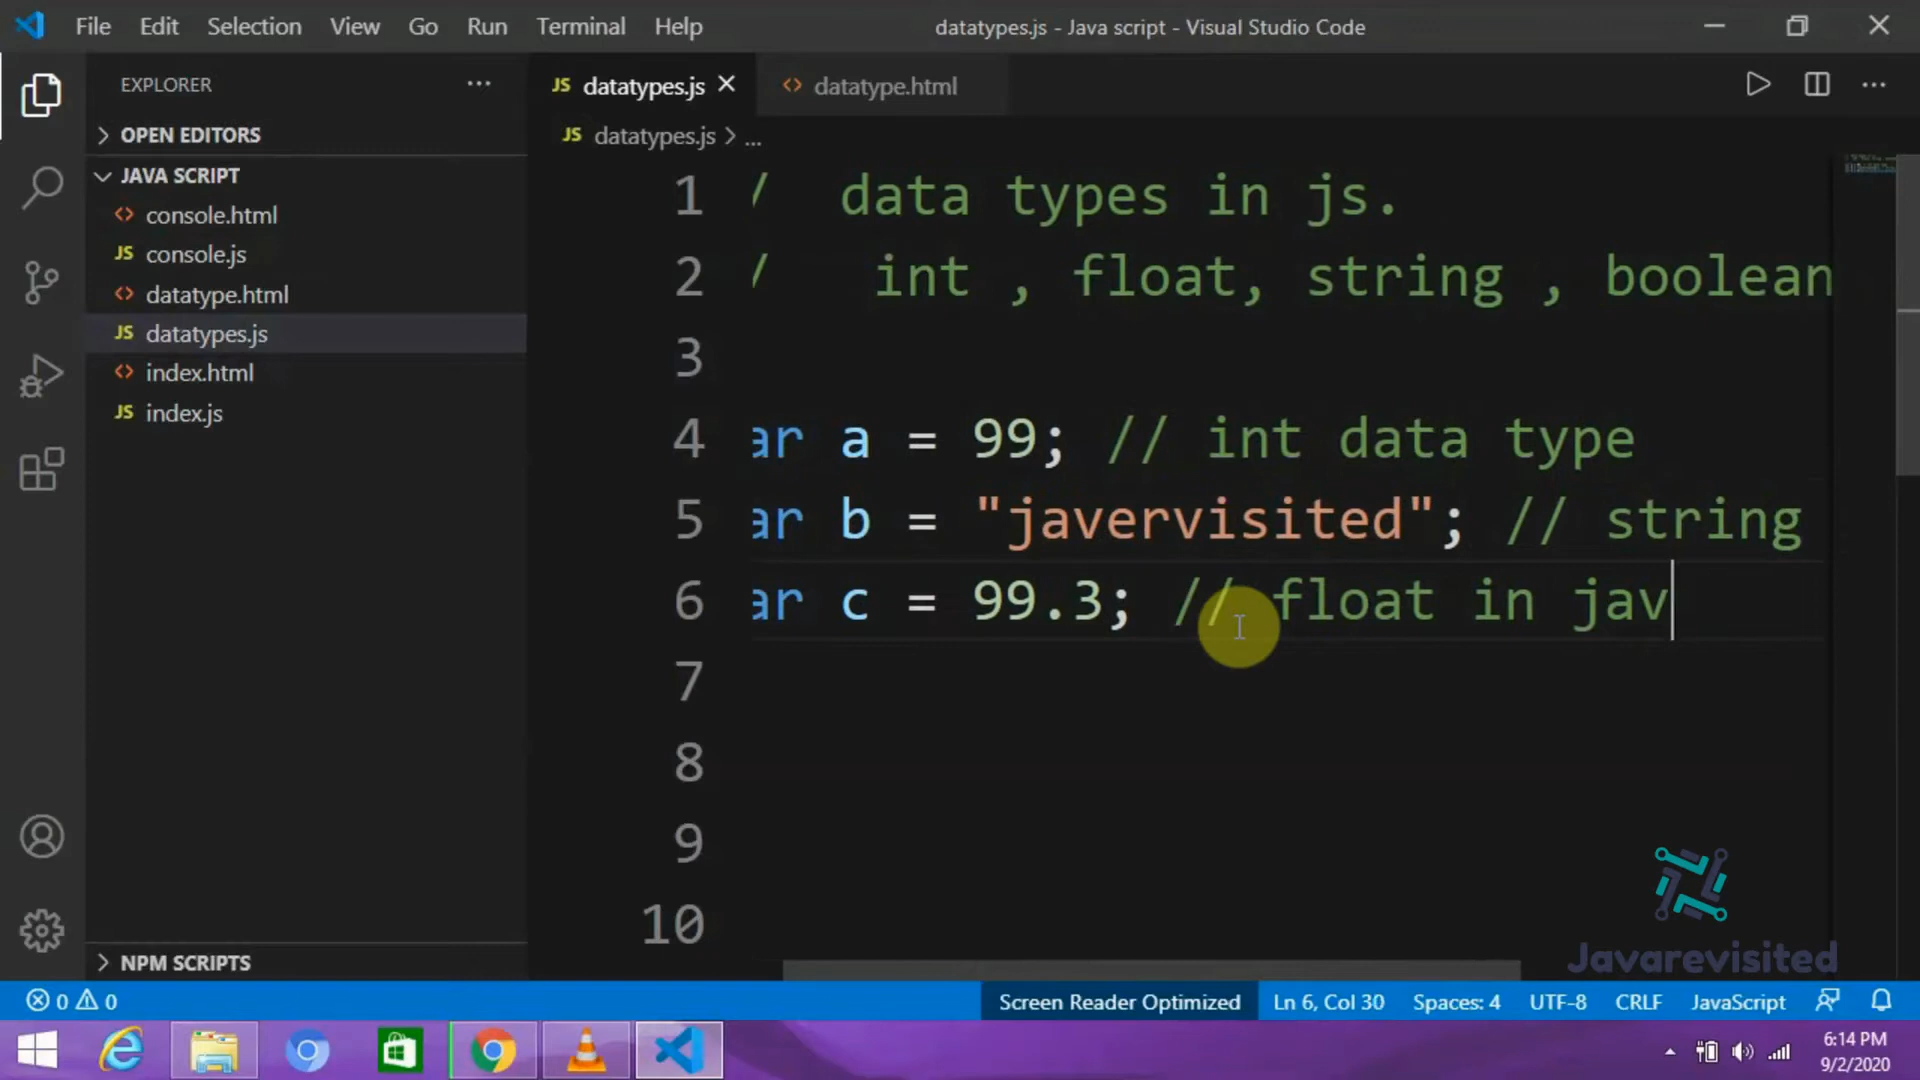 File Edit Selection View Go Run Terminal Help
datatypes.js - Java script - Visual Studio Code
EXPLORER ...
JS datatypes.js
datatype.html
...
OPEN EDITORS
JS datatypes.js > ...
JAVA SCRIPT
console.html
JS console.js
datatype.html
JS datatypes.js
index.html
JS index.js
1 / data types in js.
2 / int , float, string , boolean
3
4 ar a = 99; // int data type
5 ar b = "javervisited"; // string
6 ar c = 99.3; // float in jav
7
8
9
10
NPM SCRIPTS
Javarevisited
0 0
Screen Reader Optimized
Ln 6, Col 30
Spaces: 4
UTF-8
CRLF
JavaScript
6:14 PM
9/2/2020